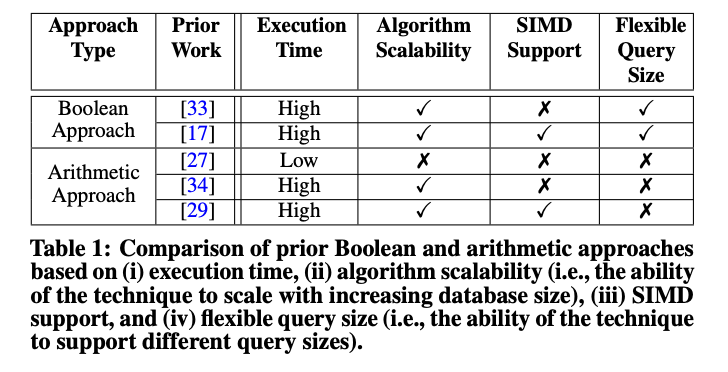 Approach Type Prior Work Execution Time Algorithm Scalability SIMD Support Flexible Query Size
Boolean Approach [33] High ✓ ✗ ✓
[17] High ✓ ✓ ✓
Arithmetic Approach [27] Low ✗ ✗ ✗
[34] High ✓ ✗ ✗
[29] High ✓ ✓ ✗
Table 1: Comparison of prior Boolean and arithmetic approaches
based on (i) execution time, (ii) algorithm scalability (i.e., the ability
of the technique to scale with increasing database size), (iii) SIMD
support, and (iv) flexible query size (i.e., the ability of the technique
to support different query sizes).